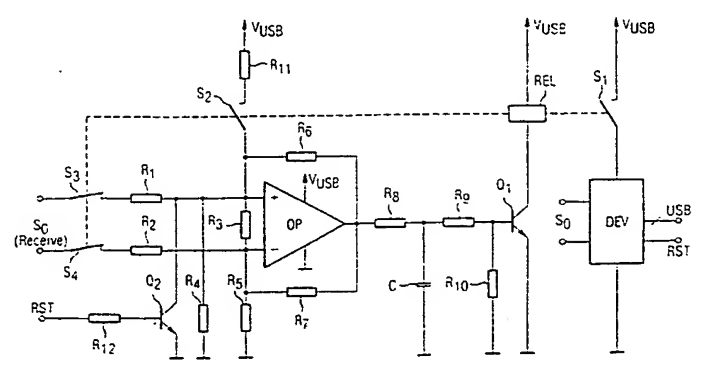 VUSB
VUSB
VUSB
R11
S2
REL
S1
R6
S3
R1
VUSB
S0
(Receive)
R2
R3
+
OP
-
R8
R9
Q1
S0
DEV
USB
RST
S4
Q2
R4
R5
R7
C
R10
RST
R12